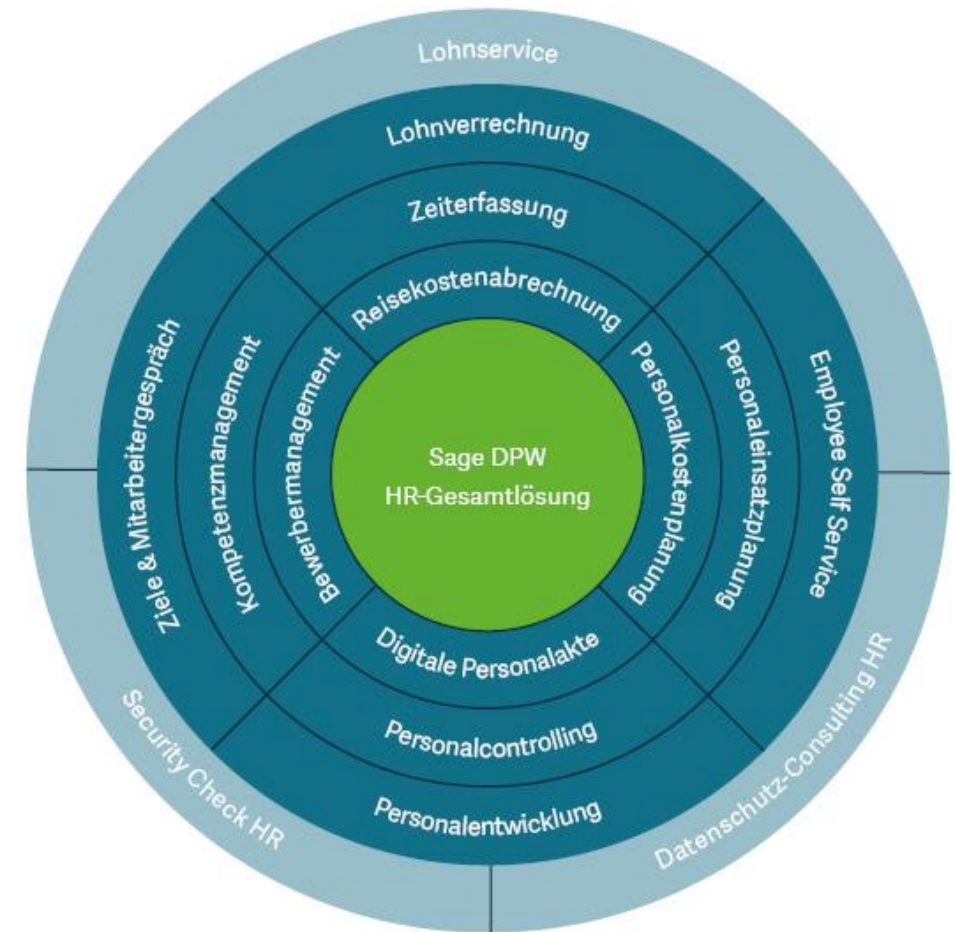 Lohnservice
Lohnverrechnung
Zeiterfassung
Reisekostenabrechnung
Ziele & Mitarbeitergespräch
Kompetenzmanagement
Bewerbermanagement
Sage DPW
HR-Gesamtlösung
Personalkostenplanung
Personaleinsatzplanung
Employee Self Service
Digitale Personalakte
Personalcontrolling
Personalentwicklung
Security Check HR
Datenschutz-Consulting HR